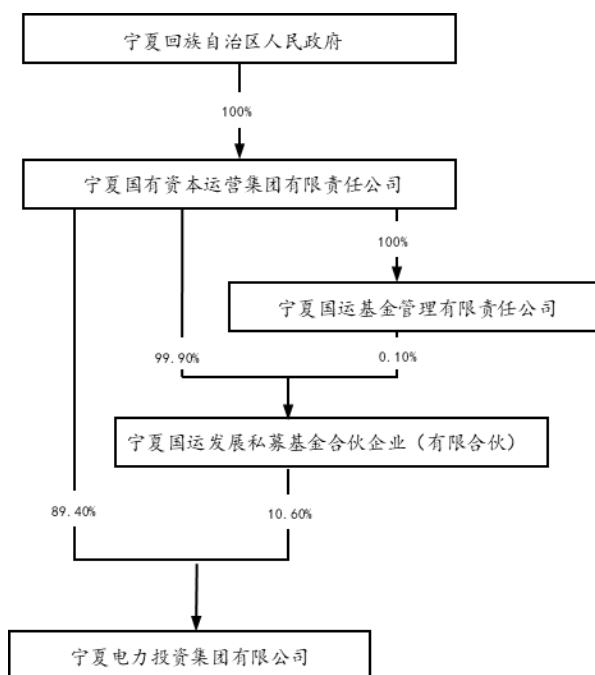 宁夏回族自治区人民政府
100%
宁夏国有资本运营集团有限责任公司
100%
宁夏国运基金管理有限责任公司
99.90%
0.10%
宁夏国运发展私募基金合伙企业（有限合伙）
89.40%
10.60%
宁夏电力投资集团有限公司